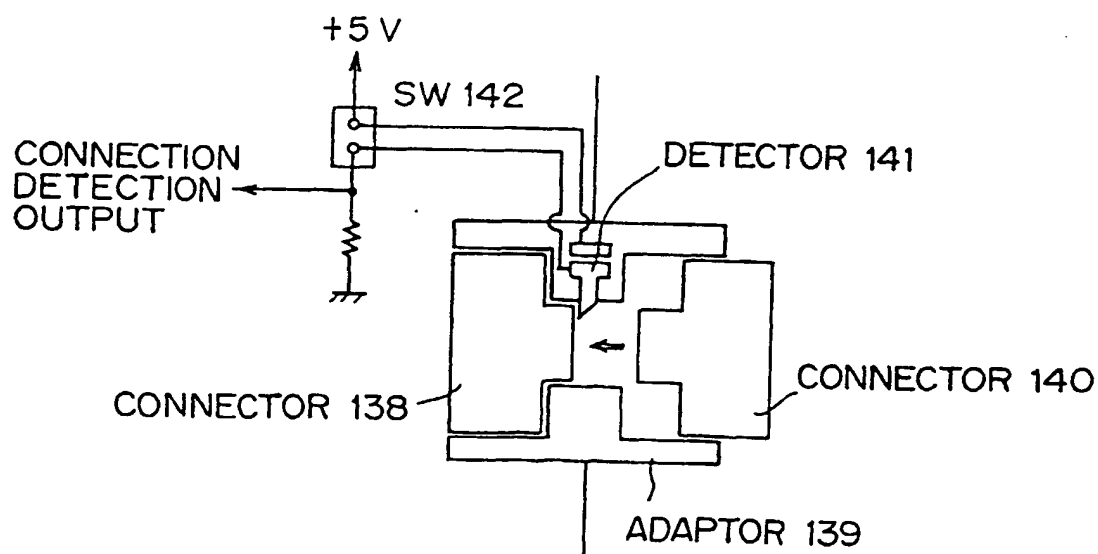 +5 V
SW 142
CONNECTION
DETECTION
OUTPUT
DETECTOR 141
CONNECTOR 138
CONNECTOR 140
ADAPTOR 139